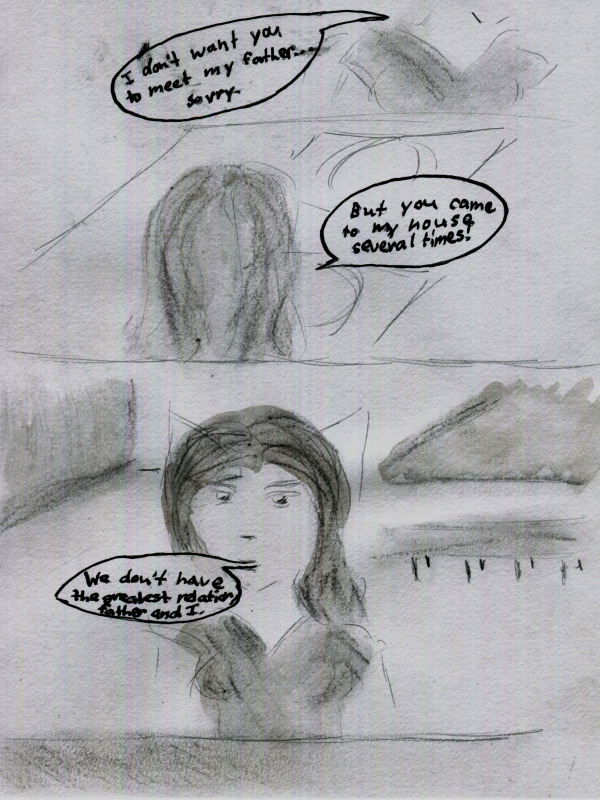 I don't want you
to meet my father...
sorry.
But you came
to my house
several times!
We don't have
the greatest relation,
father and I.